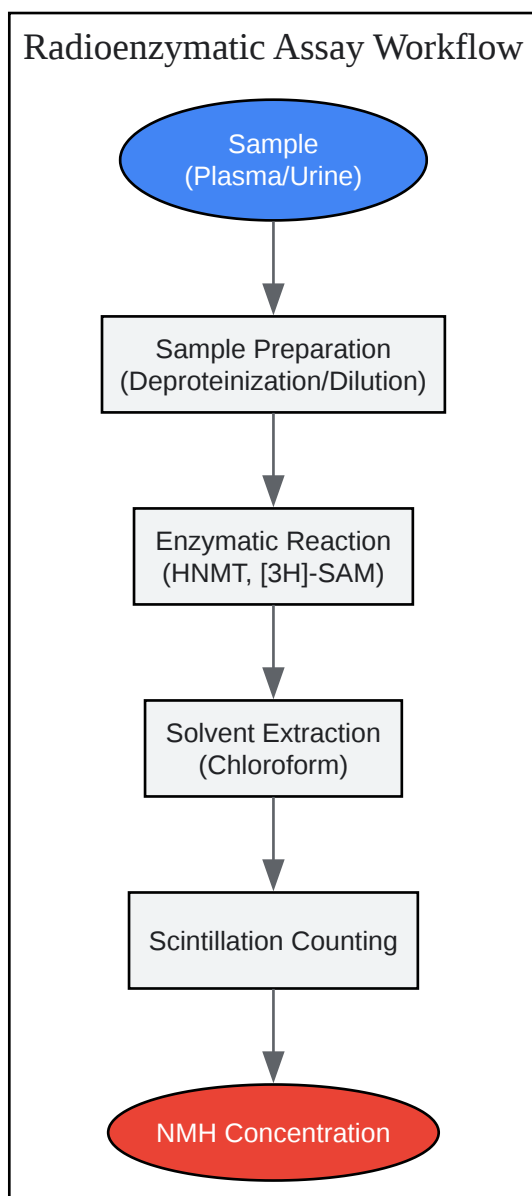 Radioenzymatic Assay Workflow
Sample
(Plasma/Urine)
Sample Preparation
(Deproteinization/Dilution)
Enzymatic Reaction
(HNMT, [3H]-SAM)
Solvent Extraction
(Chloroform)
Scintillation Counting
NMH Concentration